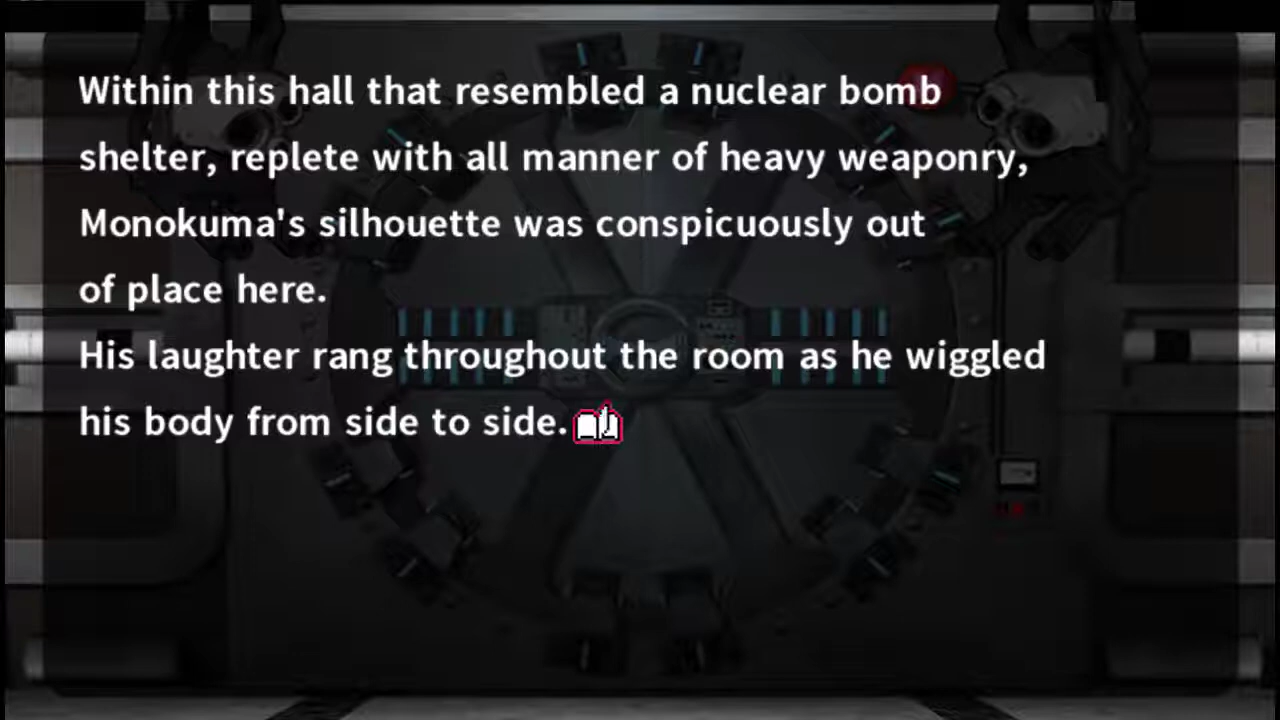 Within this hall that resembled a nuclear bomb
shelter, replete with all manner of heavy weaponry,
Monokuma's silhouette was conspicuously out
of place here.
His laughter rang throughout the room as he wiggled
his body from side to side.